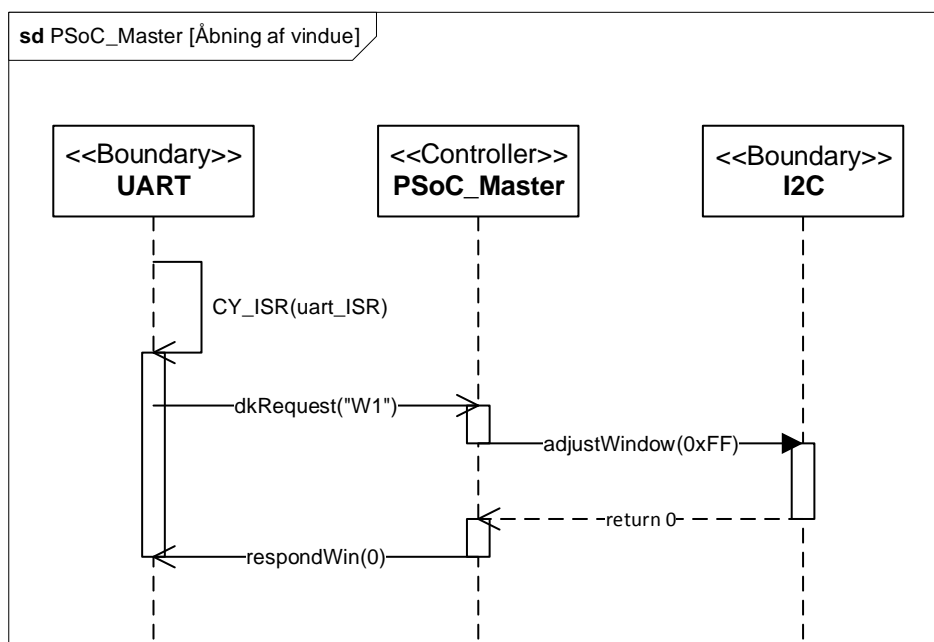 sd PSoC_Master [Åbning af vindue]
<<Boundary>>
UART
<<Controller>>
PSoC_Master
<<Boundary>>
I2C
CY_ISR(uart_ISR)
dkRequest("W1")
adjustWindow(0xFF)
return 0
respondWin(0)